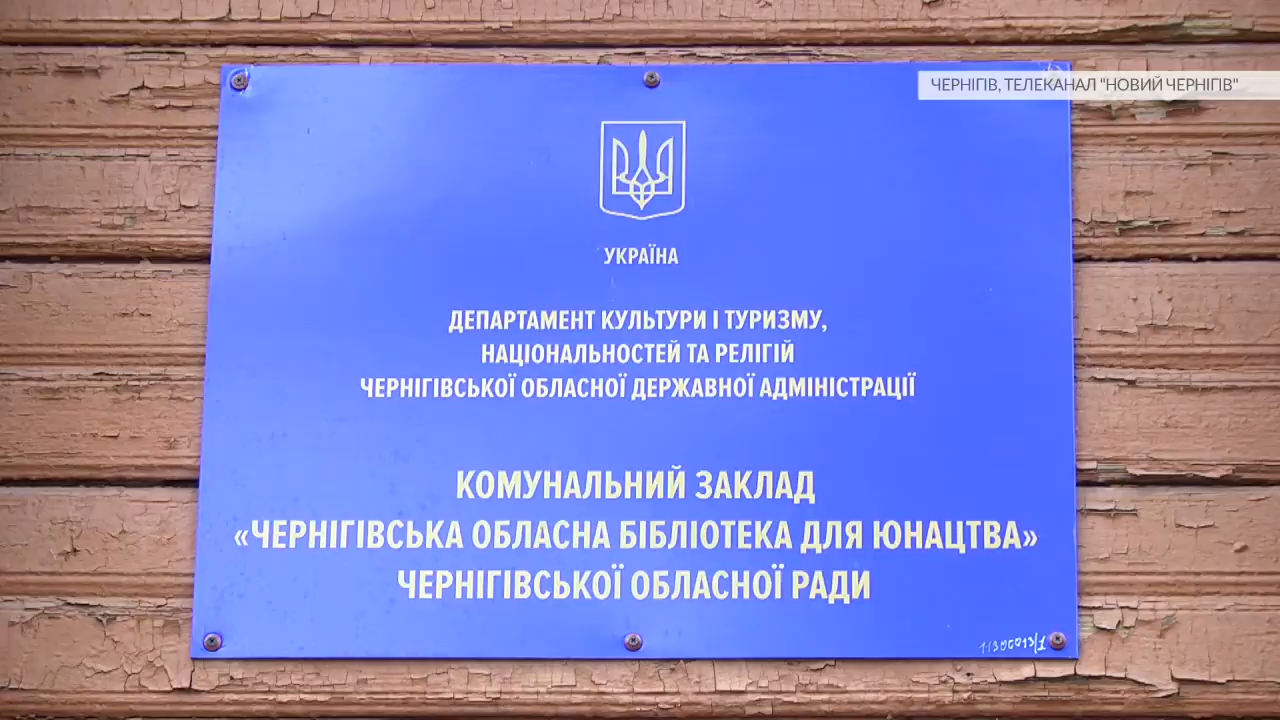 ЧЕРНІГІВ, ТЕЛЕКАНАЛ "НОВИЙ ЧЕРНІГІВ"
УКРАЇНА
ДЕПАРТАМЕНТ КУЛЬТУРИ І ТУРИЗМУ,
НАЦІОНАЛЬНОСТЕЙ ТА РЕЛІГІЙ
ЧЕРНІГІВСЬКОЇ ОБЛАСНОЇ ДЕРЖАВНОЇ АДМІНІСТРАЦІЇ
КОМУНАЛЬНИЙ ЗАКЛАД
«ЧЕРНІГІВСЬКА ОБЛАСНА БІБЛІОТЕКА ДЛЯ ЮНАЦТВА»
ЧЕРНІГІВСЬКОЇ ОБЛАСНОЇ РАДИ